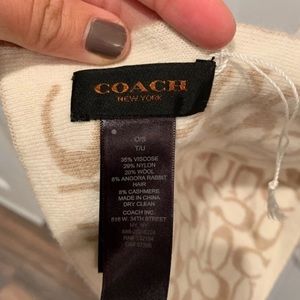 COACH
NEW YORK
O/S
T/U
35% VISCOSE
29% NYLON
20% WOOL
8% ANGORA RABBIT
HAIR
8% CASHMERE
MADE IN CHINA
DRY CLEAN
COACH INC.
516 W. 34TH STREET
NY, NY